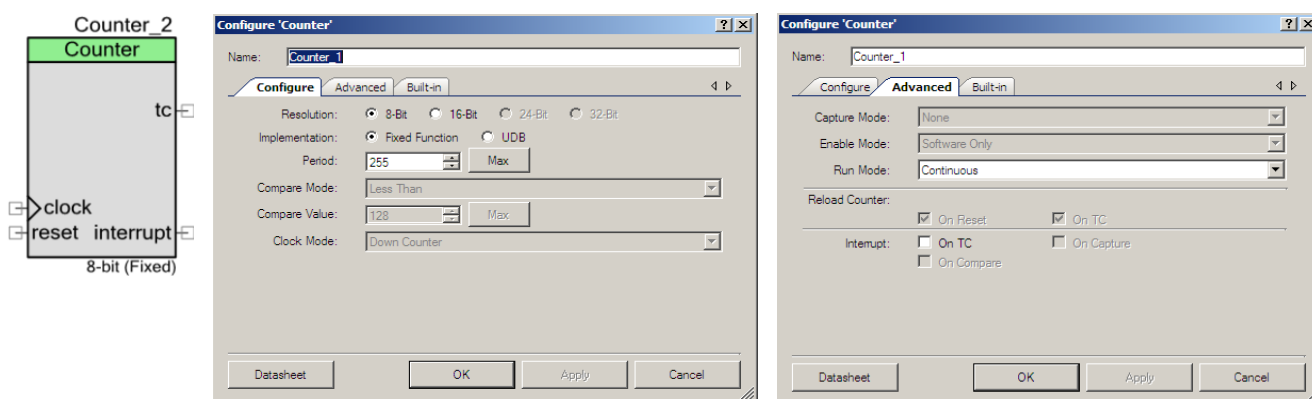 Counter_2
Counter
tc
clock
reset interrupt
8-bit (Fixed)
Configure 'Counter'
Name: Counter_1
Configure Advanced Built-in
Resolution: 8-Bit 16-Bit 24-Bit 32-Bit
Implementation: Fixed Function UDB
Period: 255 Max
Compare Mode: Less Than
Compare Value: 128 Max
Clock Mode: Down Counter
Datasheet OK Apply Cancel
Configure 'Counter'
Name: Counter_1
Configure Advanced Built-in
Capture Mode: None
Enable Mode: Software Only
Run Mode: Continuous
Reload Counter:
On Reset On TC
Interrupt: On TC On Capture
On Compare
Datasheet OK Apply Cancel